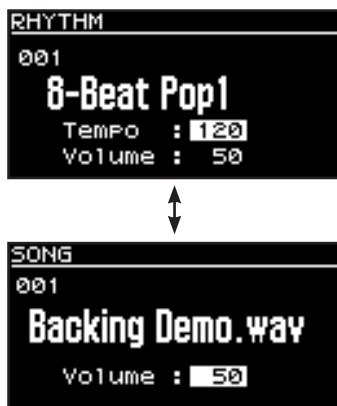 RHYTHM
001
8-Beat Pop1
Tempo : 120
Volume : 50
SONG
001
Backing Demo.wav
Volume : 50